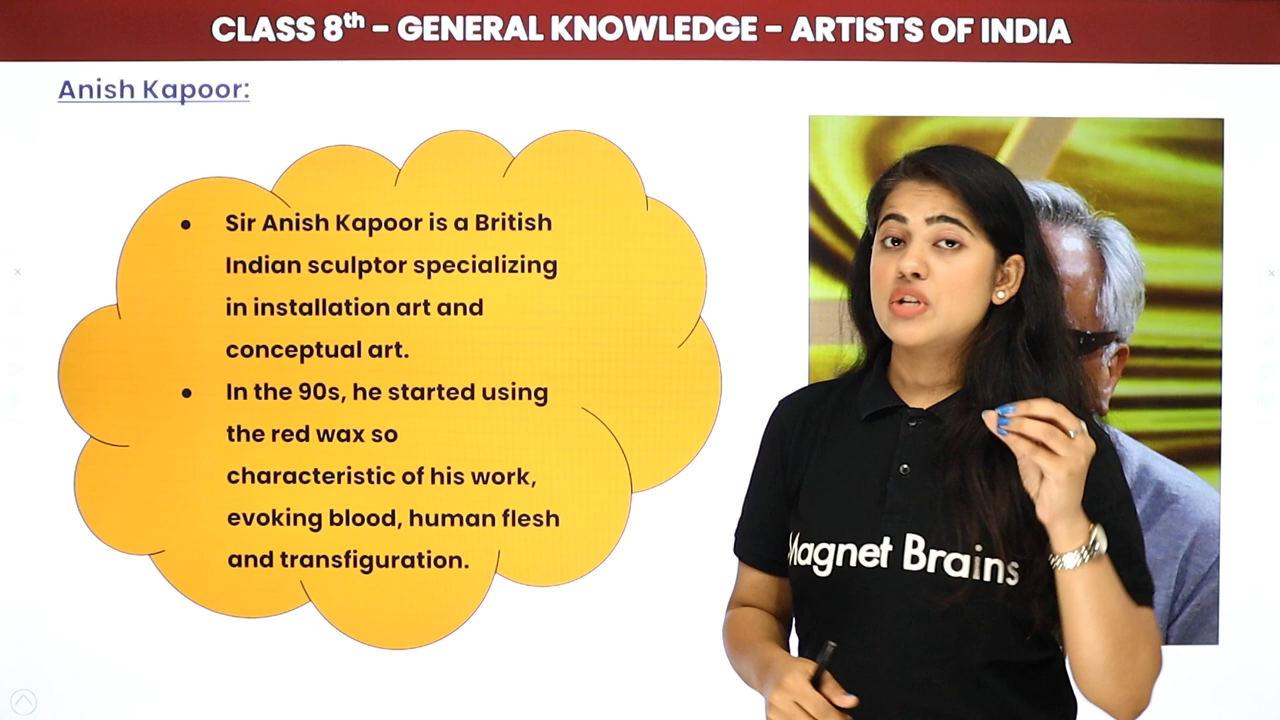 CLASS 8th - GENERAL KNOWLEDGE - ARTISTS OF INDIA
Anish Kapoor:
• Sir Anish Kapoor is a British
Indian sculptor specializing
in installation art and
conceptual art.
• In the 90s, he started using
the red wax so
characteristic of his work,
evoking blood, human flesh
and transfiguration.
Magnet Brains